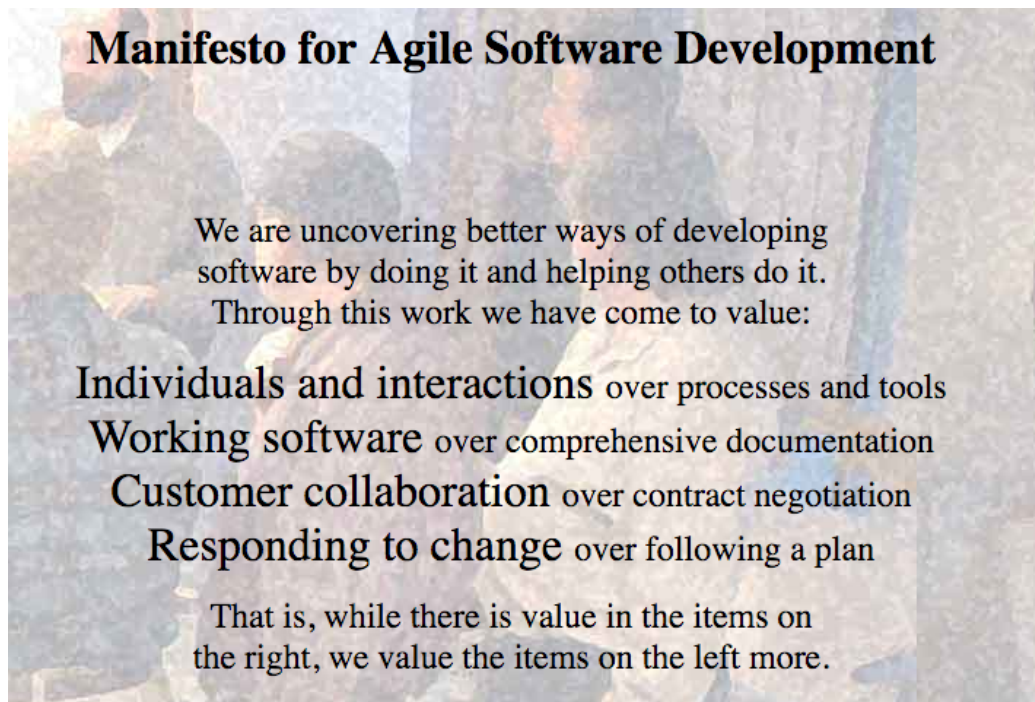 Manifesto for Agile Software Development
We are uncovering better ways of developing
software by doing it and helping others do it.
Through this work we have come to value:
Individuals and interactions over processes and tools
Working software over comprehensive documentation
Customer collaboration over contract negotiation
Responding to change over following a plan
That is, while there is value in the items on
the right, we value the items on the left more.